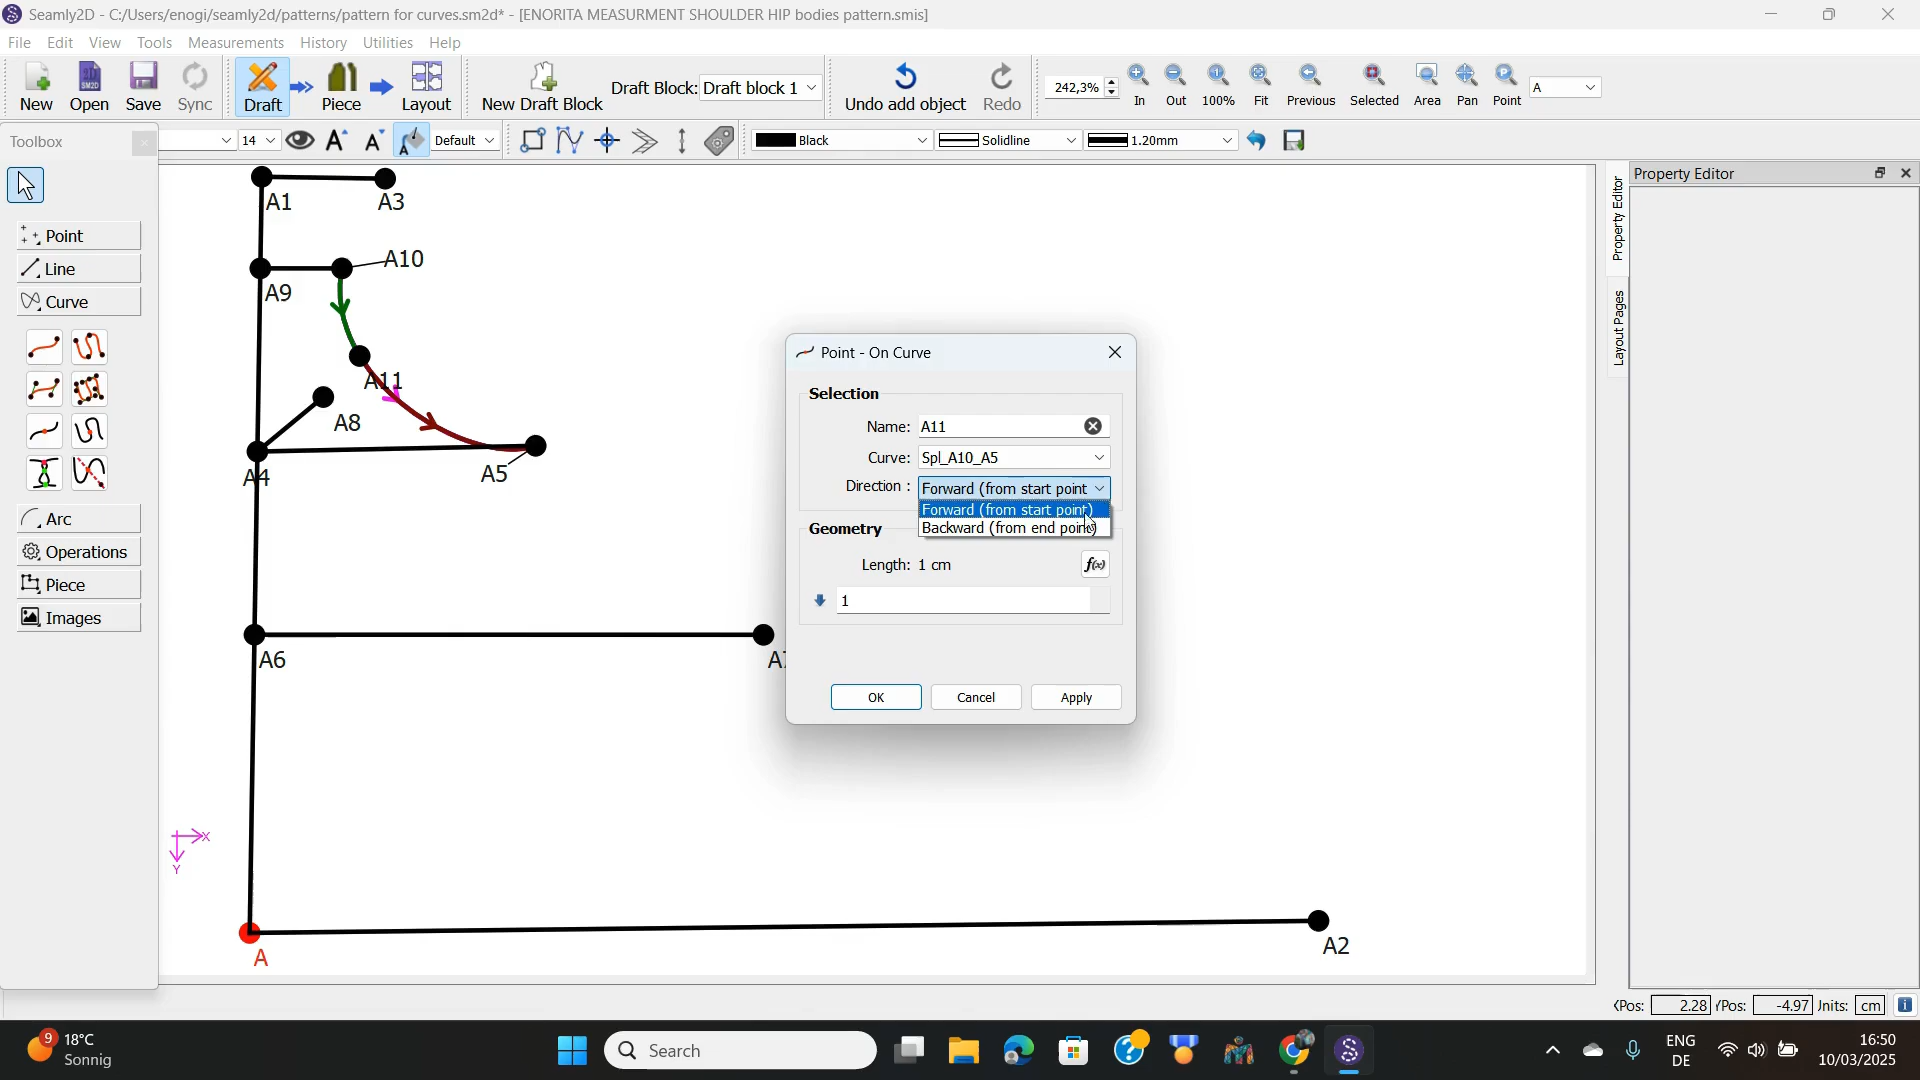 Seamly2D - C:/Users/enogi/seamly2d/patterns/pattern for curves.sm2d* - [ENORITA MEASURMENT SHOULDER HIP bodies pattern.smis]
File Edit View Tools Measurements History Utilities Help
New Open Save Sync Draft Piece Layout New Draft Block Draft Block: Draft block 1 Undo add object Redo 242,3% In Out 100% Fit Previous Selected Area Pan Point A
Toolbox 14 Default Black Solidline 1.20mm
Property Editor
Property Editor
Layout Pages
Point
Line
Curve
Arc
Operations
Piece
Images
A1 A3
A10
A9
A11
A8
A4 A5
A6
A
A2
X
Y
Point - On Curve
Selection
Name: A11
Curve: Spl_A10_A5
Direction : Forward (from start point
Forward (from start point)
Backward (from end point)
Geometry
Length: 1 cm f(x)
1
OK Cancel Apply
XPos: 2.28 YPos: -4.97 Units: cm
9 18°C
Sonnig
Search
ENG
DE
16:50
10/03/2025